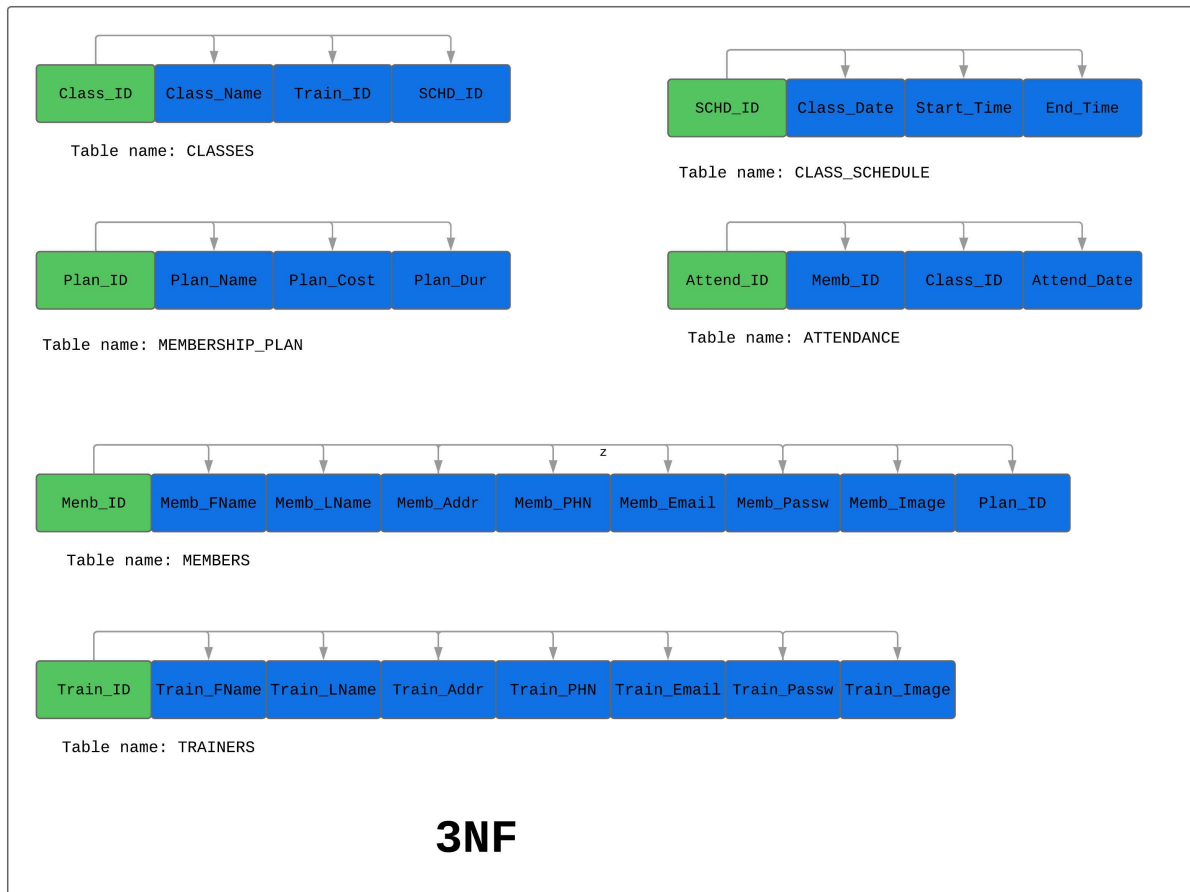 Class_ID Class_Name Train_ID SCHD_ID
Table name: CLASSES
SCHD_ID Class_Date Start_Time End_Time
Table name: CLASS_SCHEDULE
Plan_ID Plan_Name Plan_Cost Plan_Dur
Table name: MEMBERSHIP_PLAN
Attend_ID Memb_ID Class_ID Attend_Date
Table name: ATTENDANCE
z
Menb_ID Memb_FName Memb_LName Memb_Addr Memb_PHN Memb_Email Memb_Passw Memb_Image Plan_ID
Table name: MEMBERS
Train_ID Train_FName Train_LName Train_Addr Train_PHN Train_Email Train_Passw Train_Image
Table name: TRAINERS
3NF